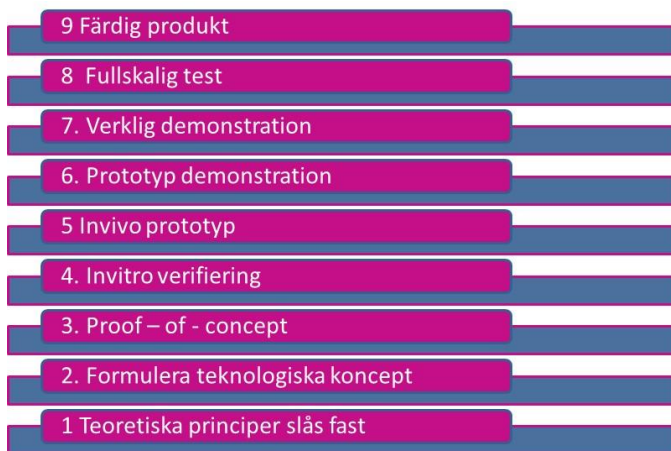 9 Färdig produkt
8 Fullskalig test
7. Verklig demonstration
6. Prototyp demonstration
5 Invivo prototyp
4. Invitro verifiering
3. Proof – of - concept
2. Formulera teknologiska koncept
1 Teoretiska principer slås fast